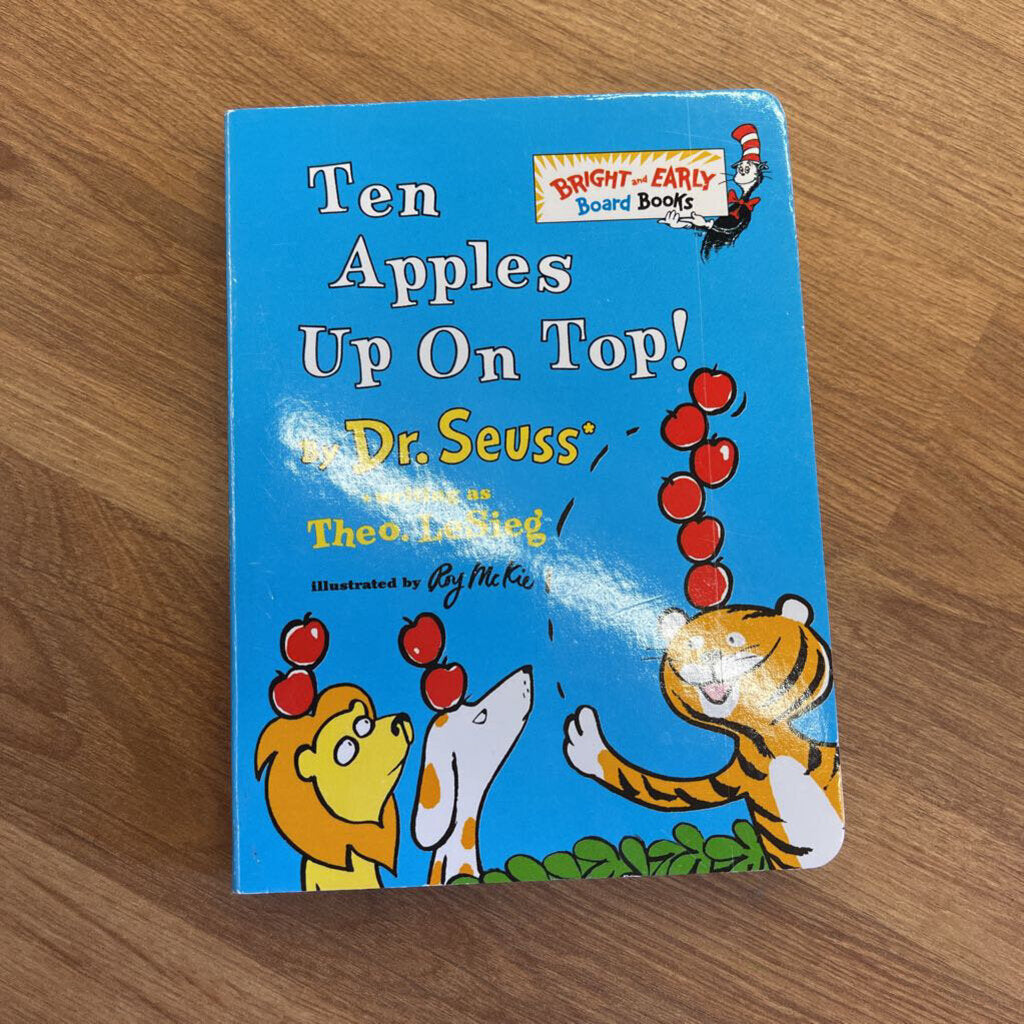 BRIGHT and EARLY
Board Books
TM
Ten
Apples
Up On Top!
By Dr. Seuss*
*writing as
Theo. LeSieg
illustrated by Roy McKie